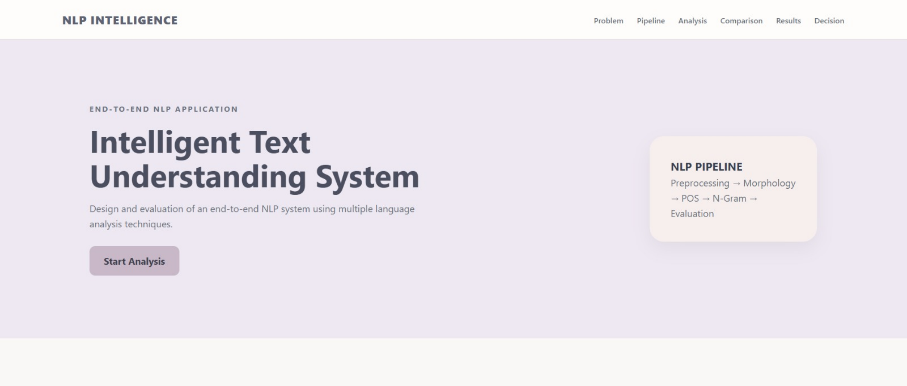 NLP INTELLIGENCE
Problem Pipeline Analysis Comparison Results Decision
END-TO-END NLP APPLICATION
Intelligent Text
Understanding System
Design and evaluation of an end-to-end NLP system using multiple language
analysis techniques.
Start Analysis
NLP PIPELINE
Preprocessing → Morphology
→ POS → N-Gram →
Evaluation